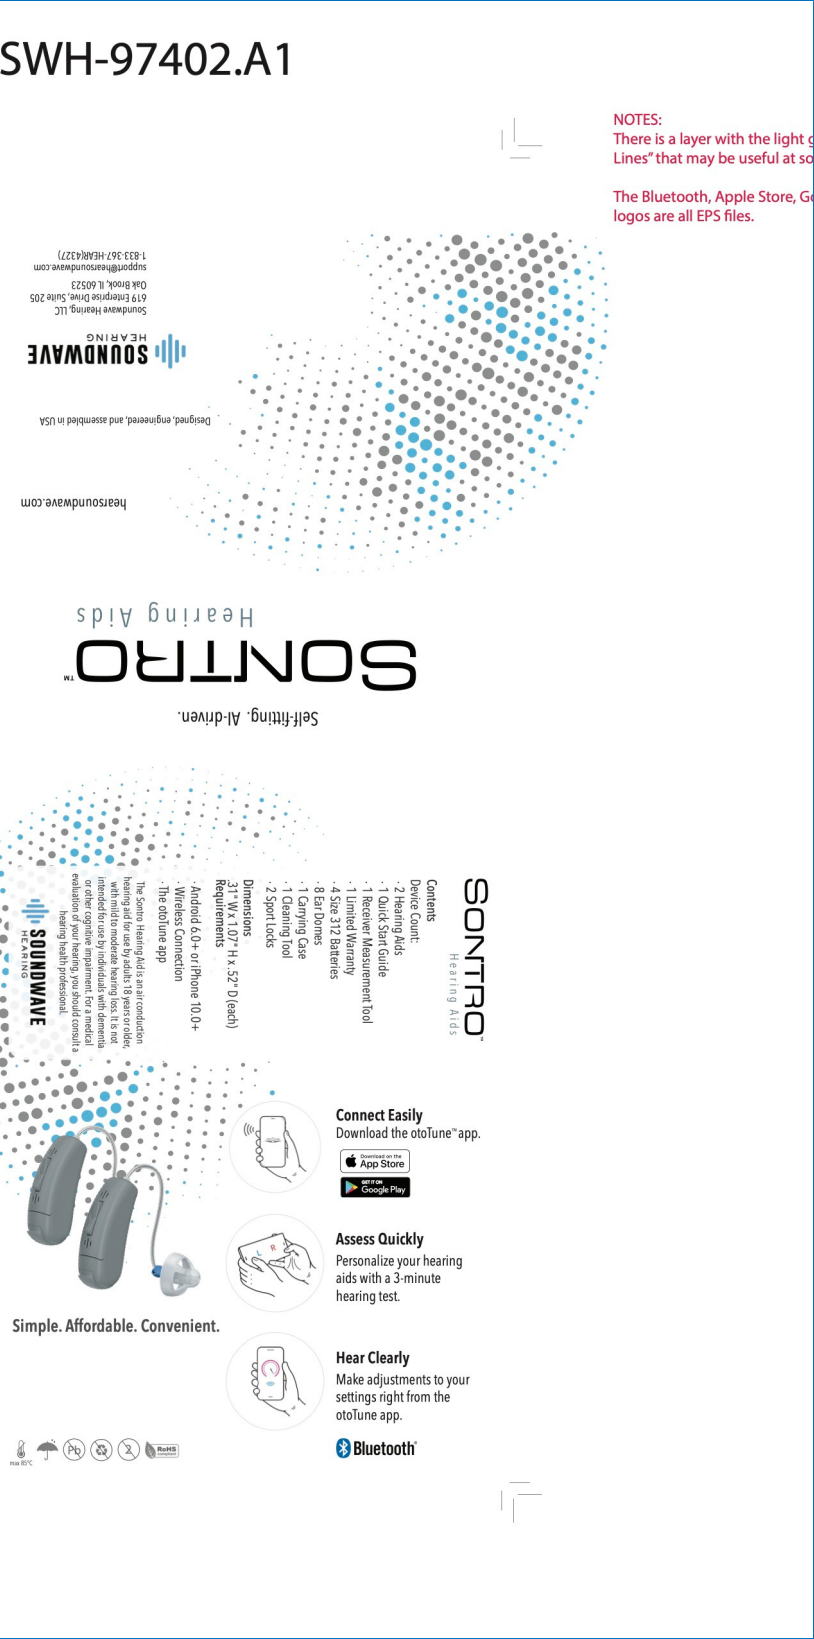 SWH-97402.A1
NOTES:
There is a layer with the light
Lines” that may be useful at so
The Bluetooth, Apple Store, Go
logos are all EPS files.
hearsoundwave.com
Designed, engineered, and assembled in USA
SOUNDWAVE
HEARING
Soundwave Hearing, LLC
619 Enterprise Drive, Suite 205
Oak Brook, IL 60523
support@hearsoundwave.com
1-833-367-HEAR(4327)
Self-fitting. AI-driven.
SONTRO™
Hearing Aids
SONTRO™
Hearing Aids
Contents
Device Count:
· 2 Hearing Aids
· 1 Quick Start Guide
· 1 Receiver Measurement Tool
· 1 Limited Warranty
· 4 Size 312 Batteries
· 8 Ear Domes
· 1 Carrying Case
· 1 Cleaning Tool
· 2 Sport Locks
Dimensions
.31" W x 1.07" H x .52" D (each)
Requirements
· Android 6.0+ or iPhone 10.0+
· Wireless Connection
· The otoTune app
The Sontro Hearing Aid is an air conduction
hearing aid for use by adults 18 years or older,
with mild to moderate hearing loss. It is not
intended for use by individuals with dementia
or other cognitive impairment. For a medical
evaluation of your hearing, you should consult a
hearing health professional.
SOUNDWAVE
HEARING
Connect Easily
Download the otoTune™ app.
Download on the
App Store
GET IT ON
Google Play
L R
Assess Quickly
Personalize your hearing
aids with a 3-minute
hearing test.
Simple. Affordable. Convenient.
Hear Clearly
Make adjustments to your
settings right from the
otoTune app.
Bluetooth®
Pb
2
RoHS
compliant
max 85°C